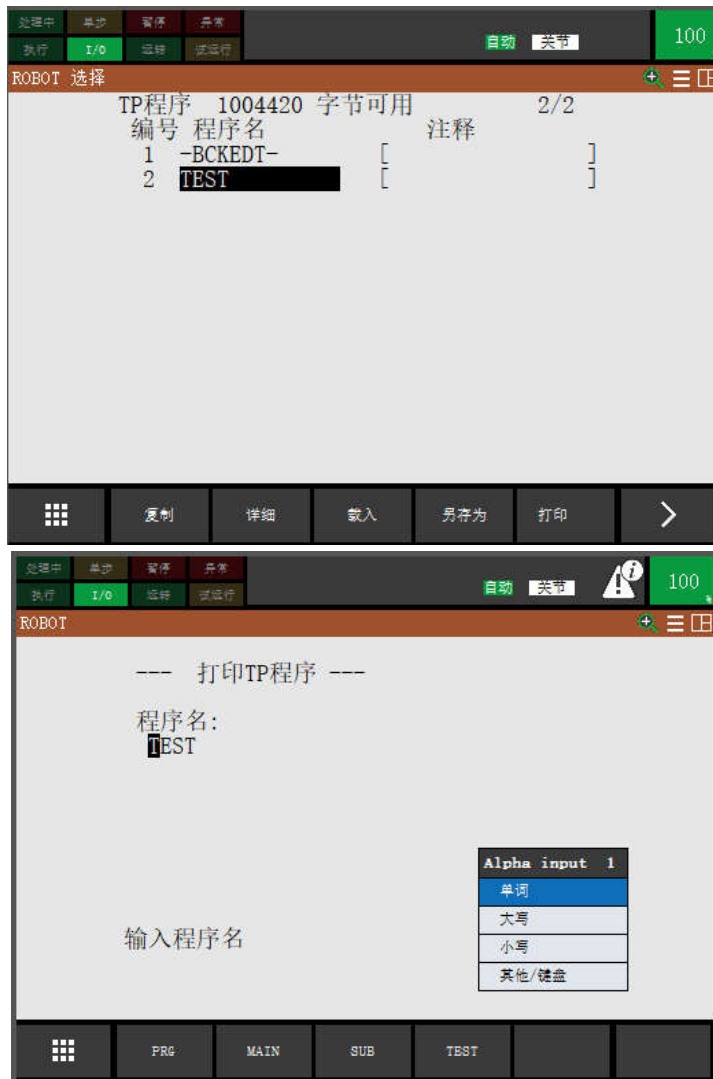 处理中 单步 暂停 异常
执行 I/O 运转 试运行 自动 关节 100
ROBOT 选择
TP程序 1004420 字节可用 2/2
编号 程序名 注释
1 -BCKEDT- [ ]
2 TEST [ ]
复制 详细 载入 另存为 打印 >
处理中 单步 暂停 异常
执行 I/O 运转 试运行 自动 关节 100
ROBOT
--- 打印TP程序 ---
程序名:
TEST
Alpha input 1
单词
大写
小写
其他/键盘
输入程序名
PRG MAIN SUB TEST